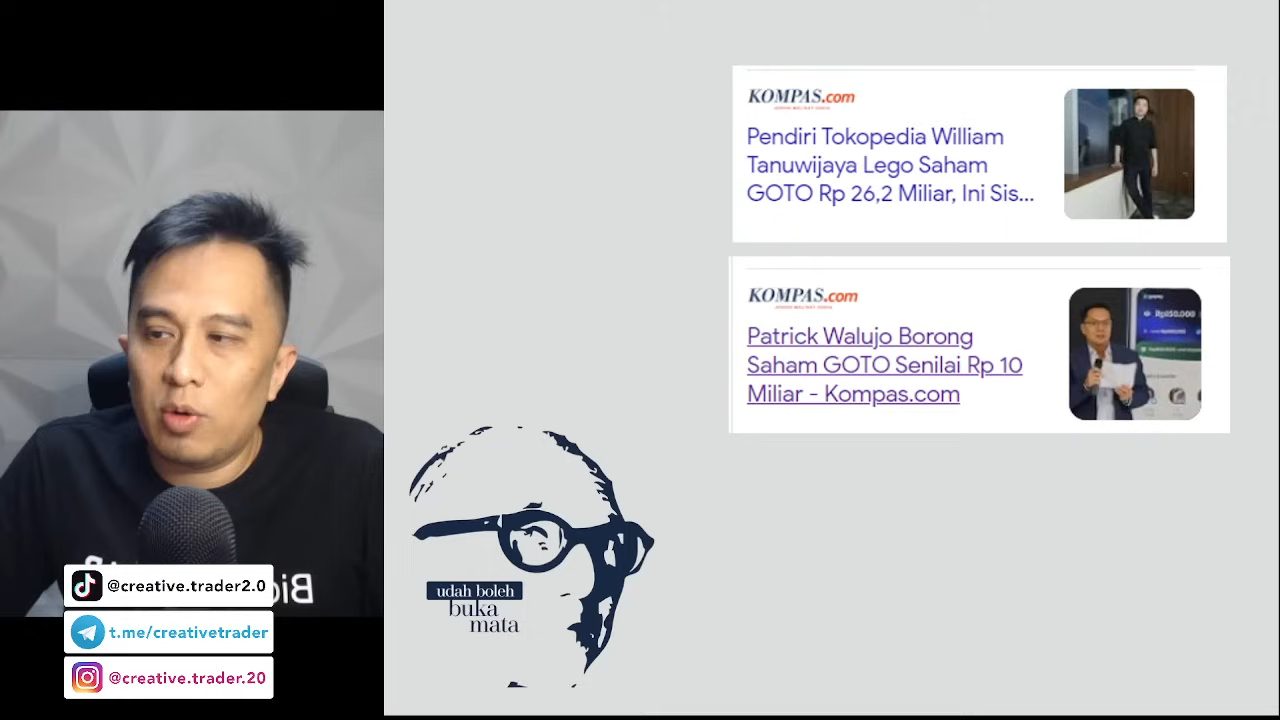 KOMPAS.com
Pendiri Tokopedia William
Tanuwijaya Lego Saham
GOTO Rp 26,2 Miliar, Ini Sis...
KOMPAS.com
Patrick Walujo Borong
Saham GOTO Senilai Rp 10
Miliar - Kompas.com
udah boleh
buka
mata
@creative.trader2.0
t.me/creativetrader
@creative.trader.20